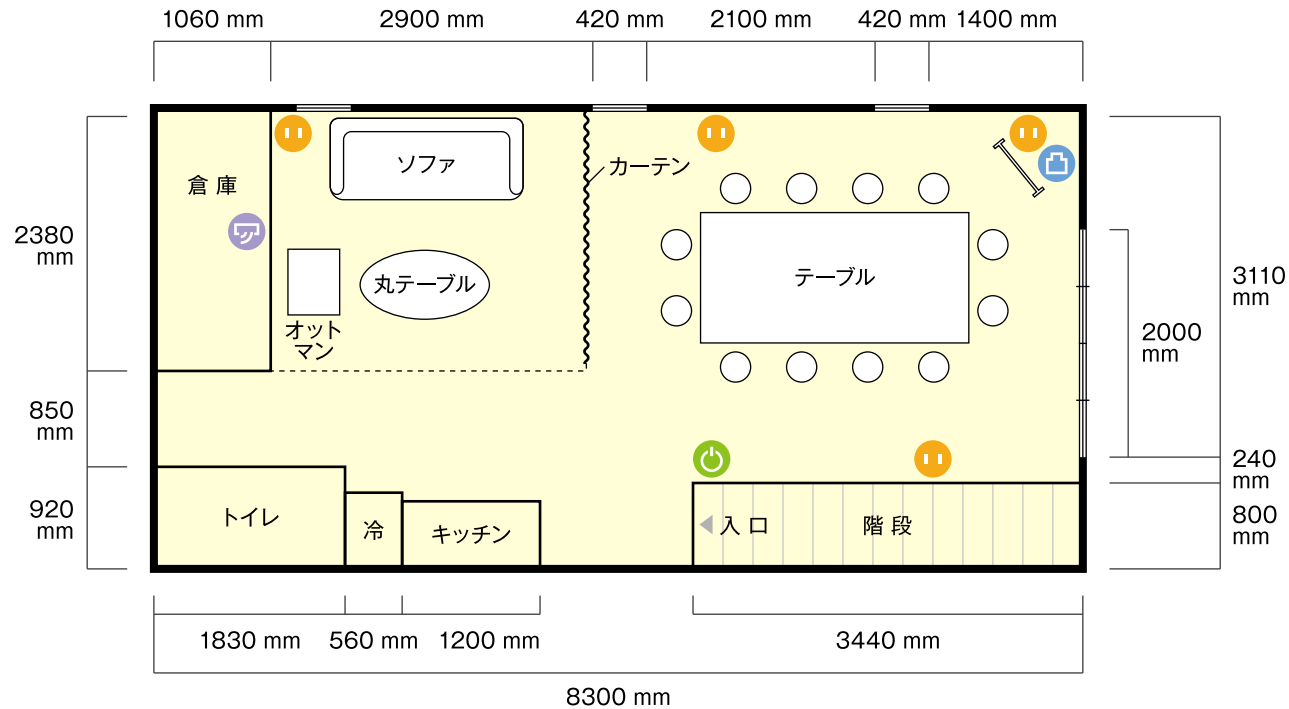 1060 mm
2900 mm
420 mm
2100 mm
420 mm
1400 mm
ソファ
カーテン
倉庫
2380
mm
丸テーブル
テーブル
3110
mm
オット
マン
2000
mm
850
mm
240
mm
920
mm
トイレ
冷
キッチン
入口
階段
800
mm
1830 mm
560 mm
1200 mm
3440 mm
8300 mm